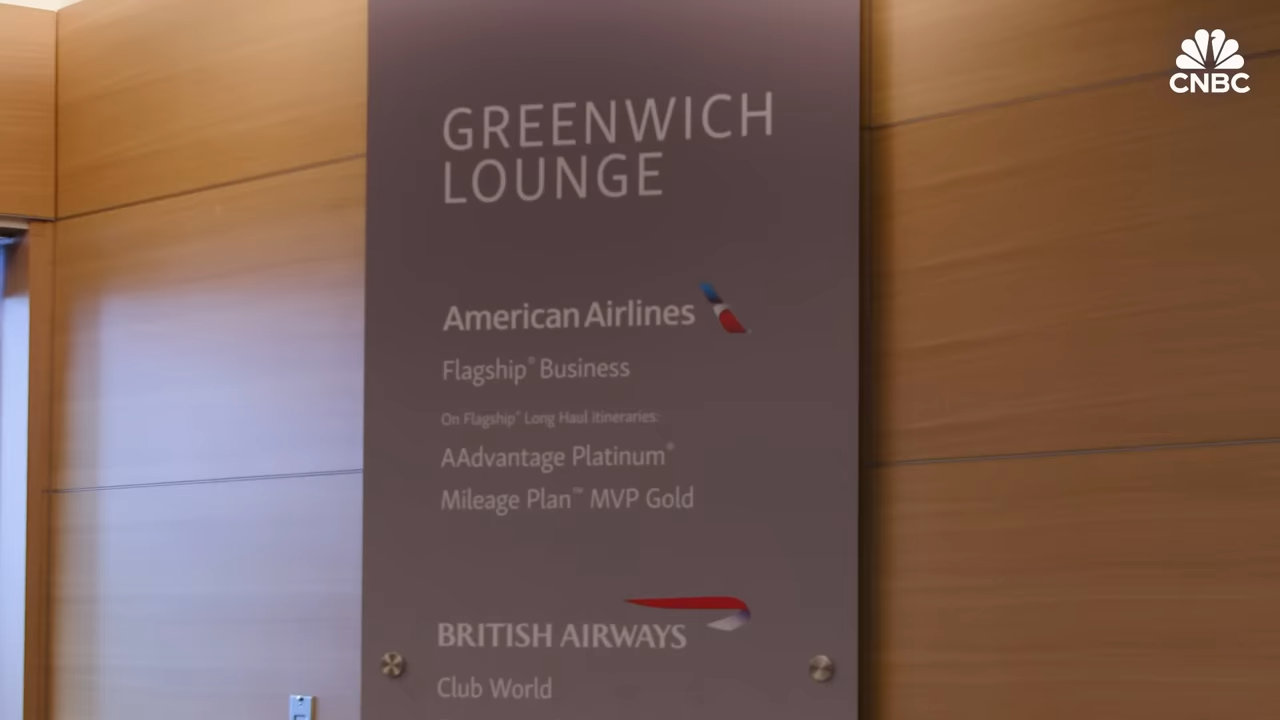 CNBC
GREENWICH
LOUNGE
American Airlines
Flagship® Business
On Flagship® Long Haul itineraries:
AAdvantage Platinum®
Mileage Plan™ MVP Gold
BRITISH AIRWAYS
Club World